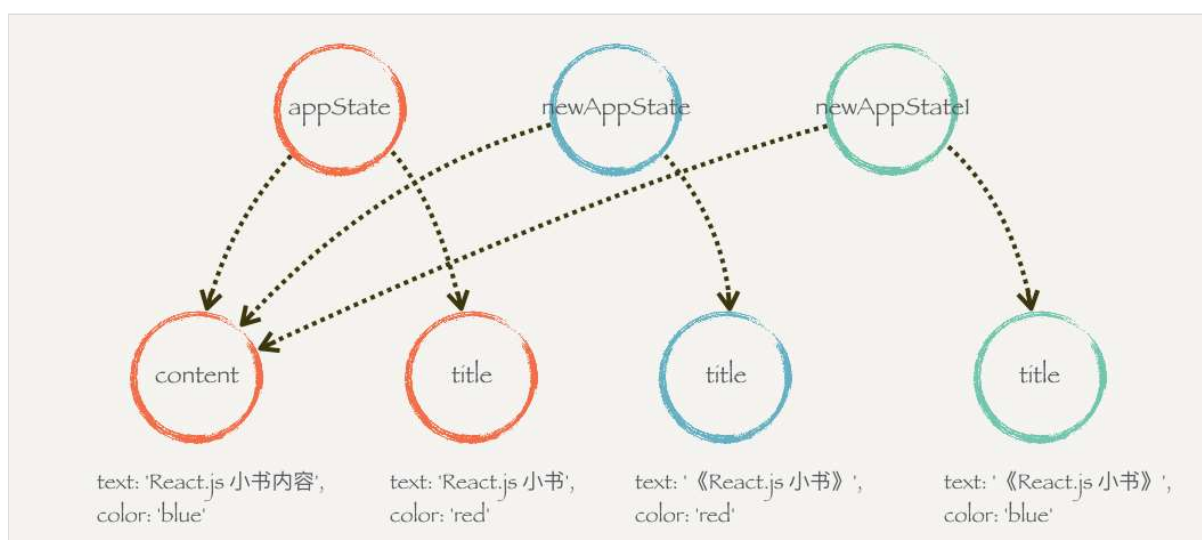 appState
newAppState
newAppState1
content
title
title
title
text: 'React.js 小书内容',
color: 'blue'
text: 'React.js 小书',
color: 'red'
text: '《React.js 小书》',
color: 'red'
text: '《React.js 小书》',
color: 'blue'